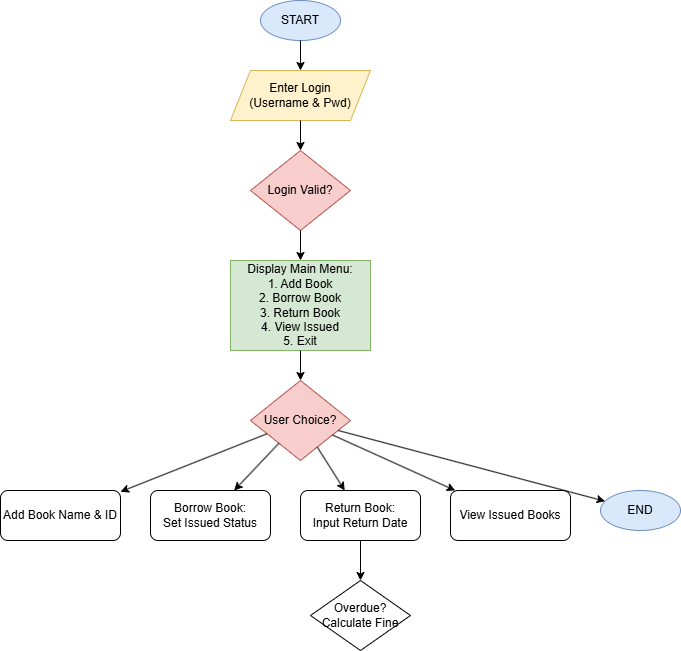 START
Enter Login
(Username & Pwd)
Login Valid?
Display Main Menu:
1. Add Book
2. Borrow Book
3. Return Book
4. View Issued
5. Exit
User Choice?
Add Book Name & ID
Borrow Book:
Set Issued Status
Return Book:
Input Return Date
View Issued Books
END
Overdue?
Calculate Fine